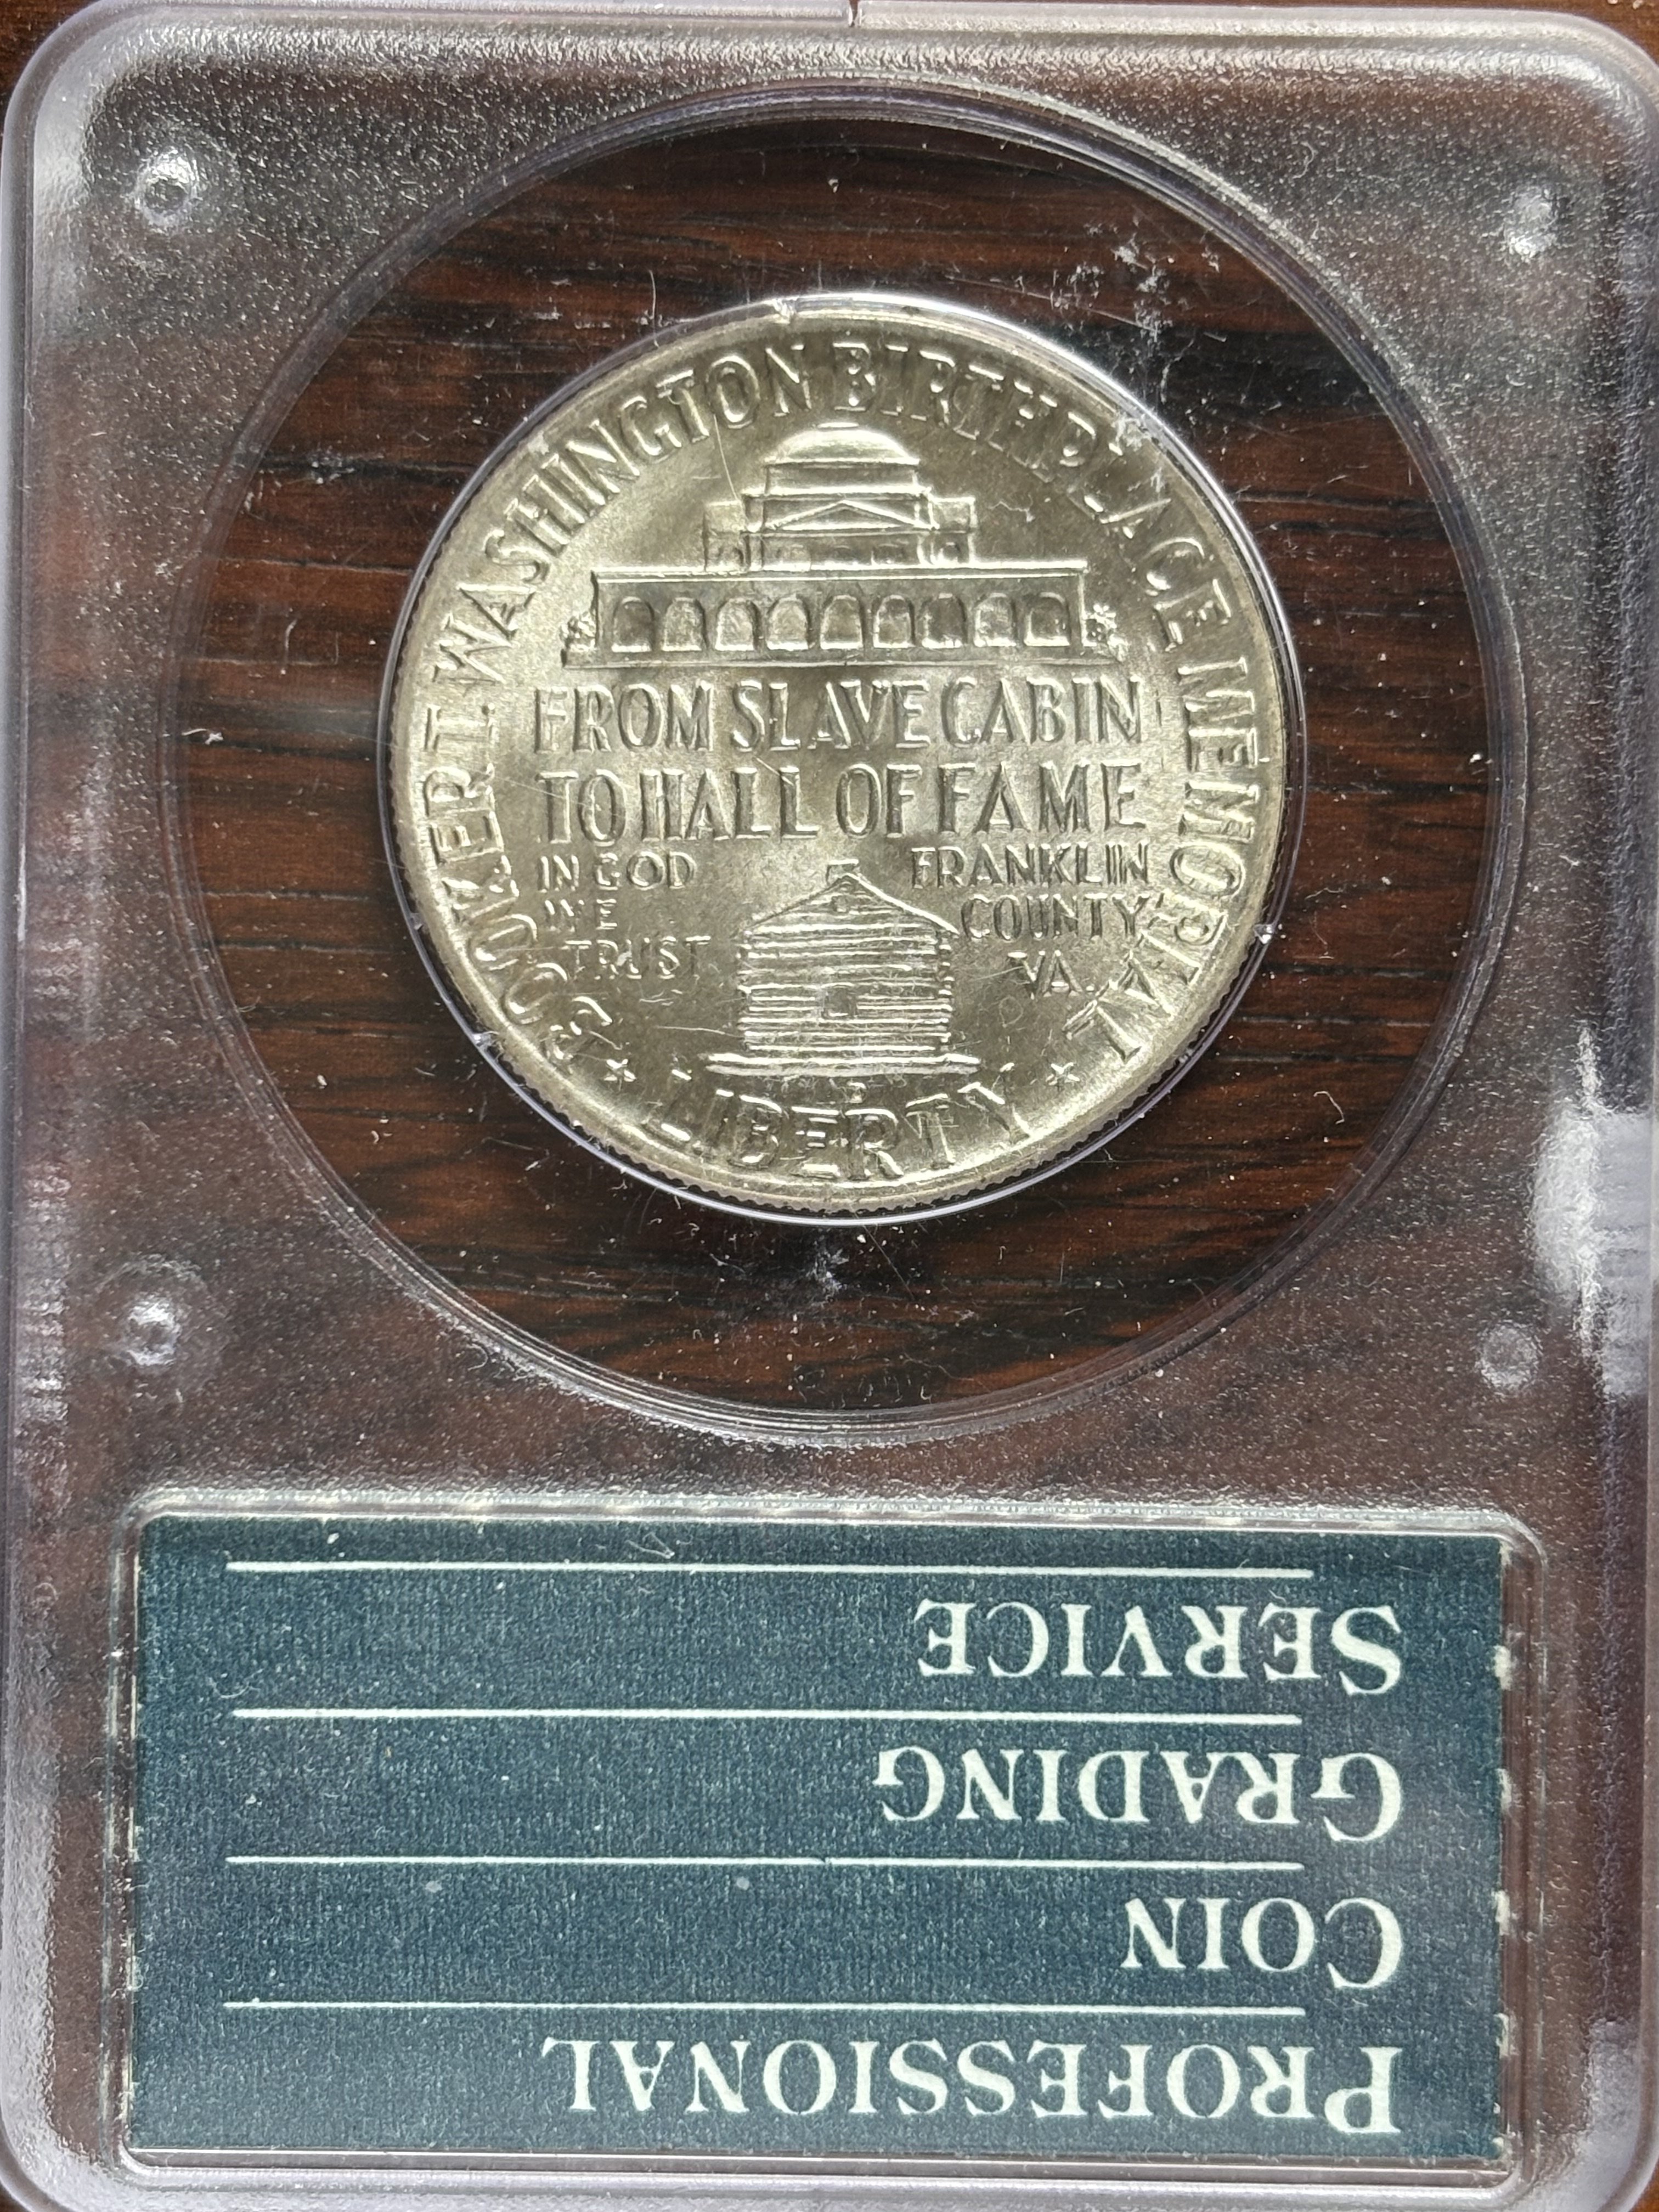 BOOKER T. WASHINGTON BIRTHPLACE MEMORIAL
FROM SLAVE CABIN
TO HALL OF FAME
IN GOD
WE
TRUST
FRANKLIN
COUNTY
VA.
LIBERTY
PROFESSIONAL
COIN
GRADING
SERVICE